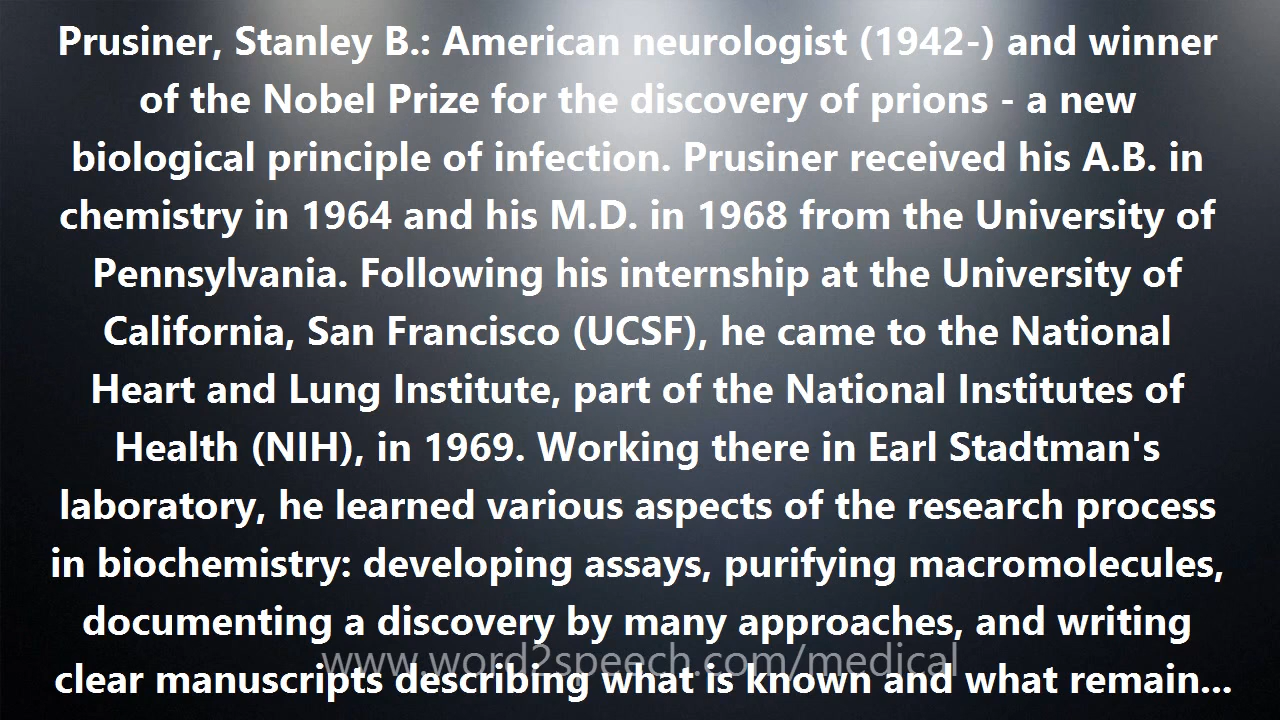 Prusiner, Stanley B.: American neurologist (1942-) and winner
of the Nobel Prize for the discovery of prions - a new
biological principle of infection. Prusiner received his A.B. in
chemistry in 1964 and his M.D. in 1968 from the University of
Pennsylvania. Following his internship at the University of
California, San Francisco (UCSF), he came to the National
Heart and Lung Institute, part of the National Institutes of
Health (NIH), in 1969. Working there in Earl Stadtman's
laboratory, he learned various aspects of the research process
in biochemistry: developing assays, purifying macromolecules,
documenting a discovery by many approaches, and writing
www.word2speech.com/medical
clear manuscripts describing what is known and what remain...